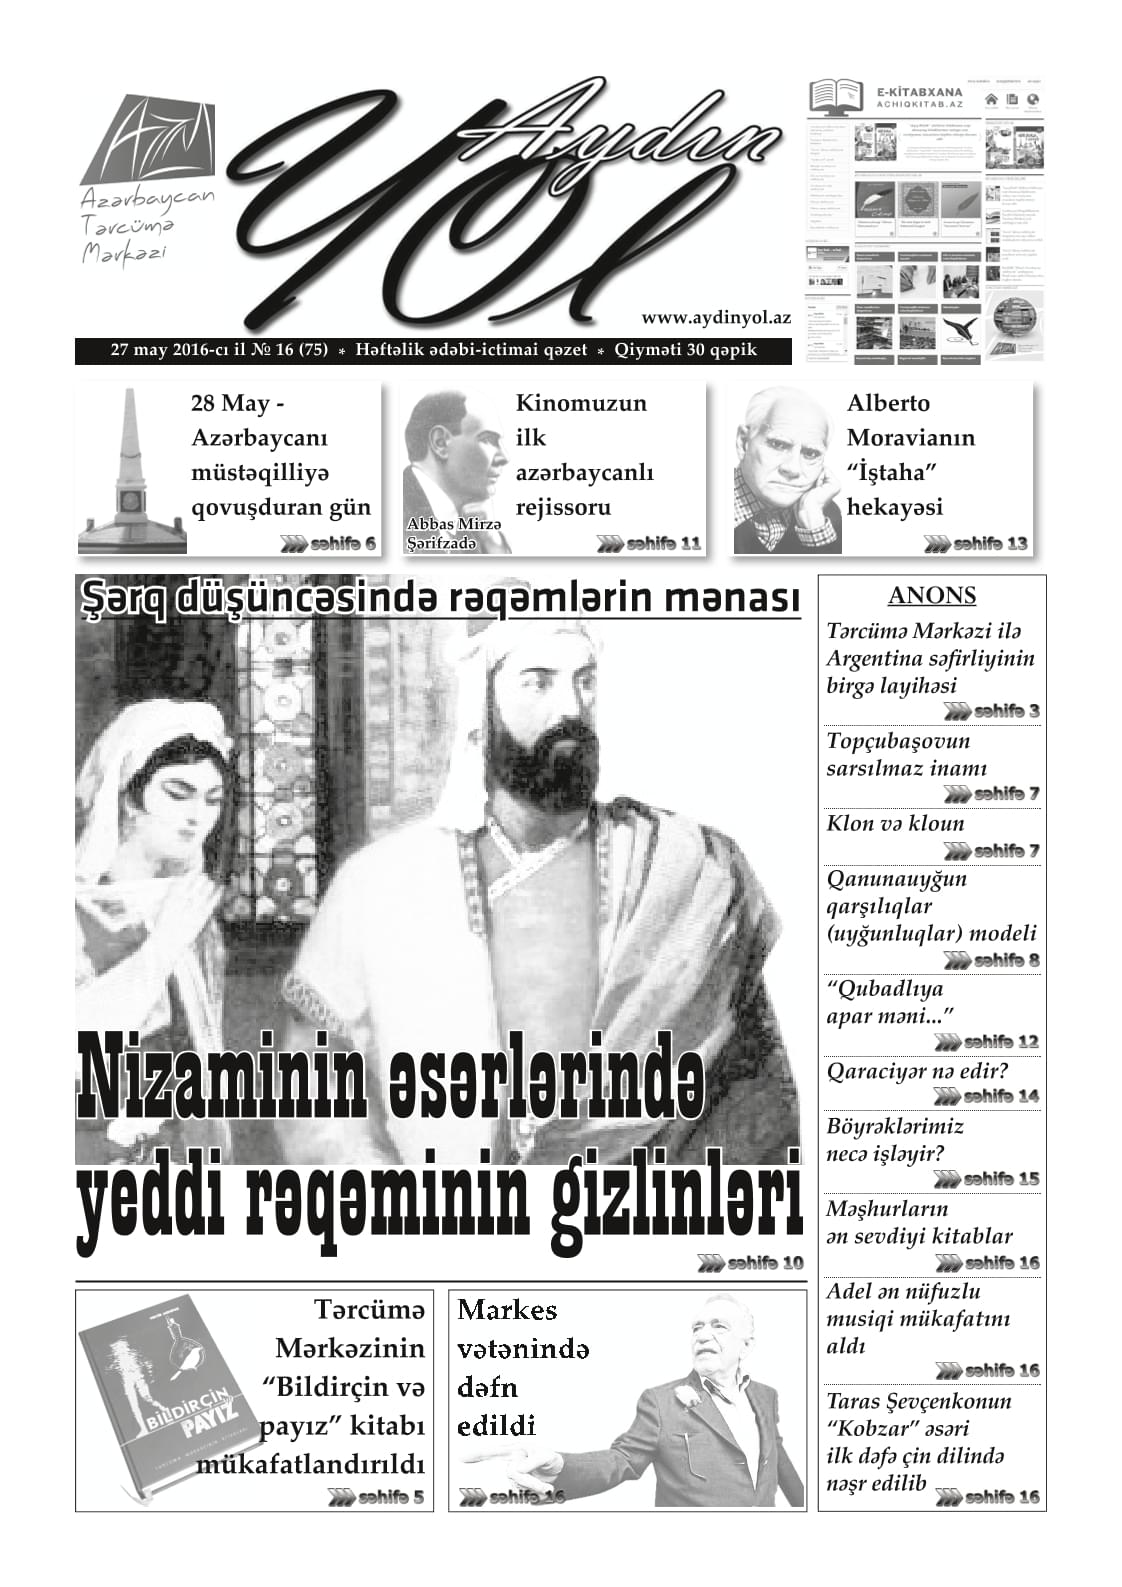 Azərbaycan
Tərcümə
Mərkəzi
Aydın
Yol
www.aydinyol.az
E-KİTABXANA
ACHIQKITAB.AZ
27 may 2016-cı il № 16 (75) * Həftəlik ədəbi-ictimai qəzet * Qiyməti 30 qəpik
28 May -
Azərbaycanı
müstəqilliyə
qovuşduran gün
səhifə 6
Kinomuzun
ilk
azərbaycanlı
rejissoru
Abbas Mirzə
Şərifzadə
səhifə 11
Alberto
Moravianın
“İştaha”
hekayəsi
səhifə 13
Şərq düşüncəsində rəqəmlərin mənası
Nizaminin əsərlərində
yeddi rəqəminin gizlinləri
səhifə 10
ANONS
Tərcümə Mərkəzi ilə
Argentina səfirliyinin
birgə layihəsi
səhifə 3
Topçubaşovun
sarsılmaz inamı
səhifə 7
Klon və kloun
səhifə 7
Qanunauyğun
qarşılıqlar
(uyğunluqlar) modeli
səhifə 8
“Qubadlıya
apar məni...”
səhifə 12
Qaraciyər nə edir?
səhifə 14
Böyrəklərimiz
necə işləyir?
səhifə 15
Məşhurların
ən sevdiyi kitablar
səhifə 16
Adel ən nüfuzlu
musiqi mükafatını
aldı
səhifə 16
Taras Şevçenkonun
“Kobzar” əsəri
ilk dəfə çin dilində
nəşr edilib
səhifə 16
BİLDİRÇİN
PAYIZ
Tərcümə
Mərkəzinin
“Bildirçin və
payız” kitabı
mükafatlandırıldı
səhifə 5
Markes
vətənində
dəfn
edildi
səhifə 16